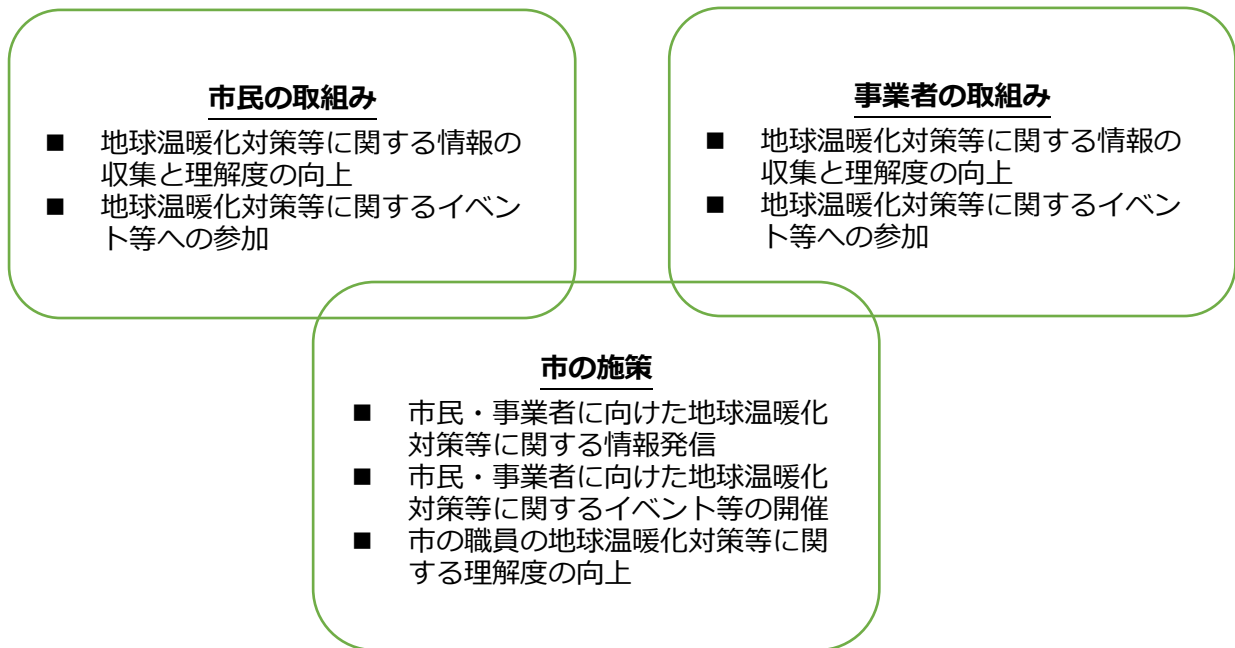 市民の取組み
■ 地球温暖化対策等に関する情報の
収集と理解度の向上
■ 地球温暖化対策等に関するイベン
ト等への参加
事業者の取組み
■ 地球温暖化対策等に関する情報の
収集と理解度の向上
■ 地球温暖化対策等に関するイベン
ト等への参加
市の施策
■ 市民・事業者に向けた地球温暖化
対策等に関する情報発信
■ 市民・事業者に向けた地球温暖化
対策等に関するイベント等の開催
■ 市の職員の地球温暖化対策等に関
する理解度の向上